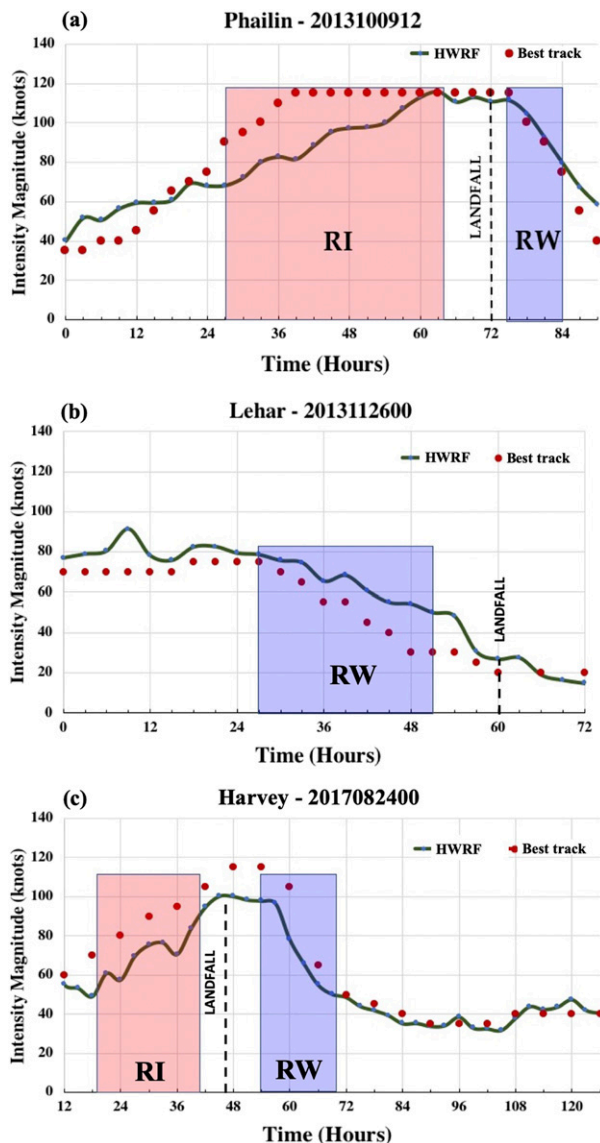 (a) Phailin - 2013100912
HWRF Best track
140
120
100
80
60
40
20
0
Intensity Magnitude (knots)
RI
LANDFALL
RW
0 12 24 36 48 60 72 84
Time (Hours)
(b) Lehar - 2013112600
HWRF Best track
140
120
100
80
60
40
20
0
Intensity Magnitude (knots)
RW
LANDFALL
0 12 24 36 48 60 72
Time (Hours)
(c) Harvey - 2017082400
HWRF Best track
140
120
100
80
60
40
20
0
Intensity Magnitude (knots)
RI
LANDFALL
RW
12 24 36 48 60 72 84 96 108 120
Time (Hours)